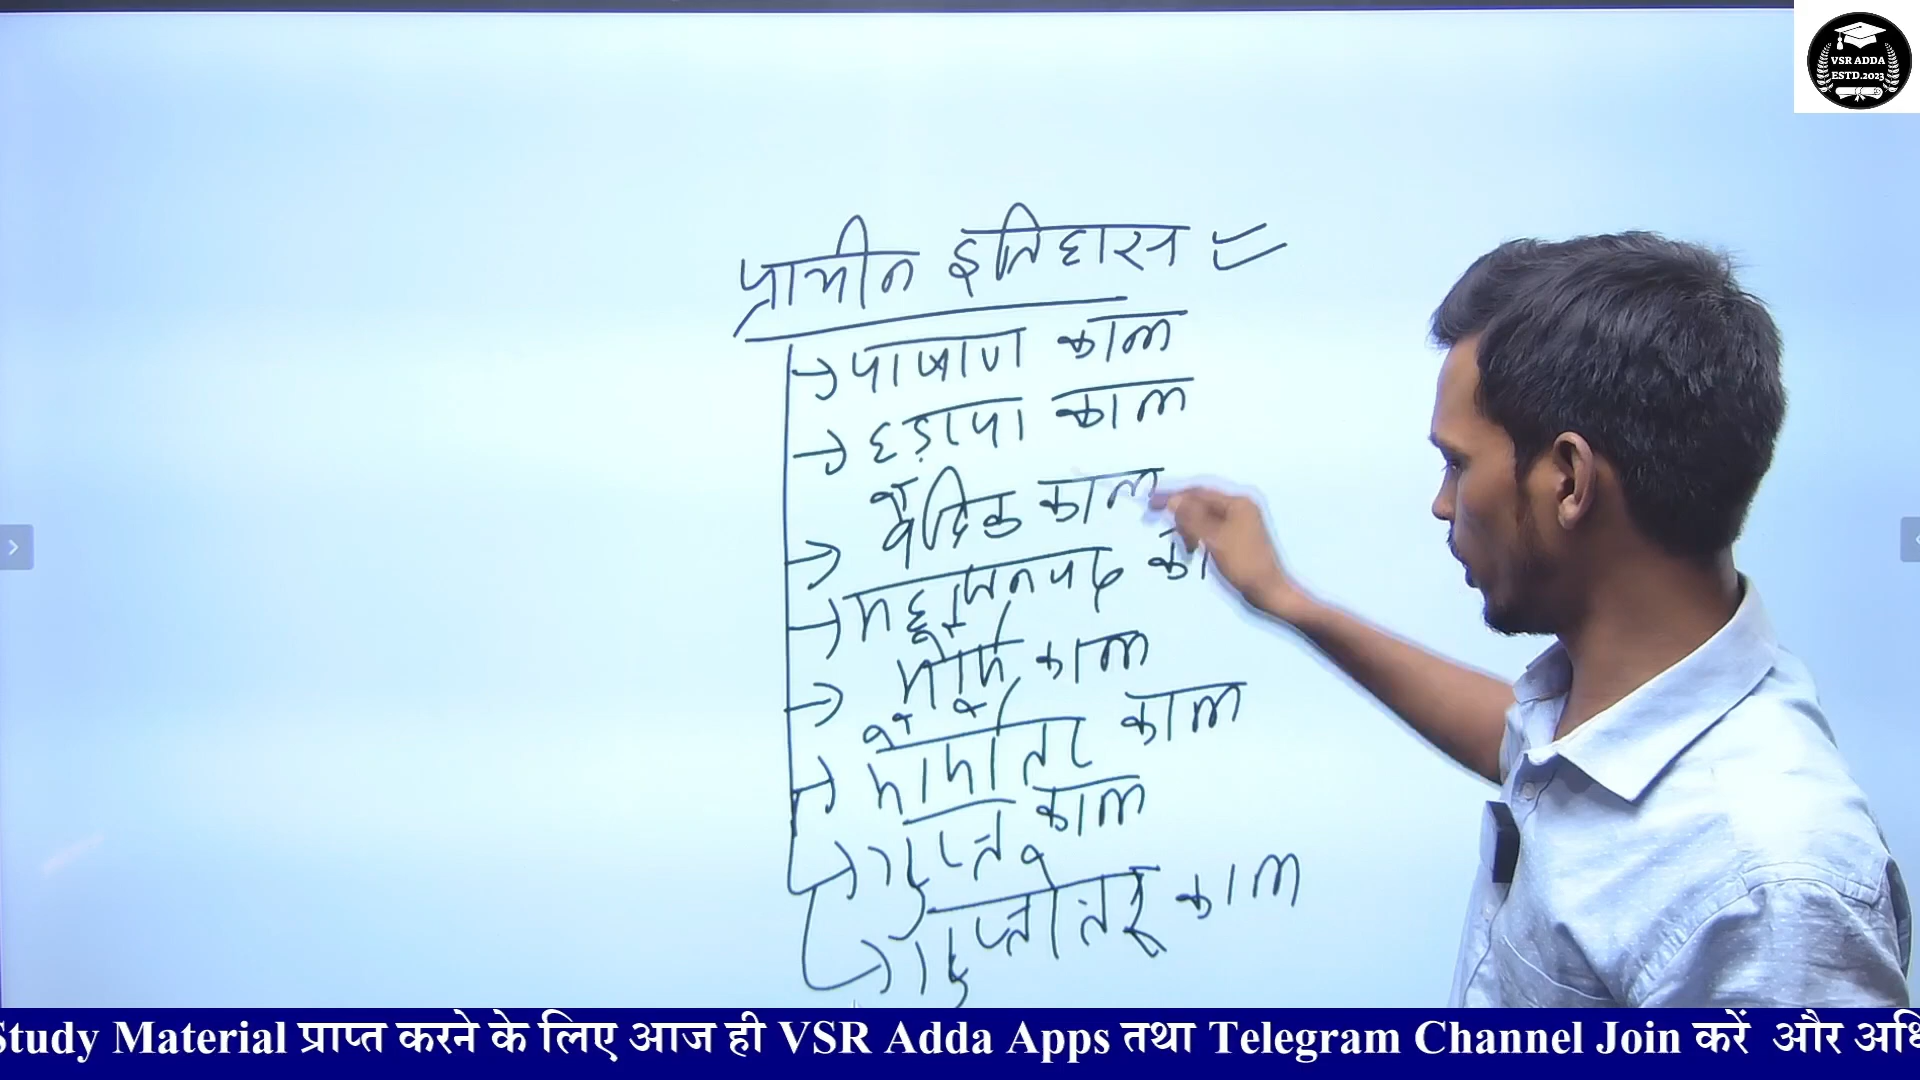 VSR ADDA
ESTD.2023
प्राचीन इतिहास
→ पाषाण काल
→ हड़प्पा काल
→ वैदिक काल
→ महाजनपद का
→ मौर्य काल
→ मौर्योत्तर काल
→ गुप्त काल
→ गुप्तोत्तर काल
Study Material प्राप्त करने के लिए आज ही VSR Adda Apps तथा Telegram Channel Join करें और अधि